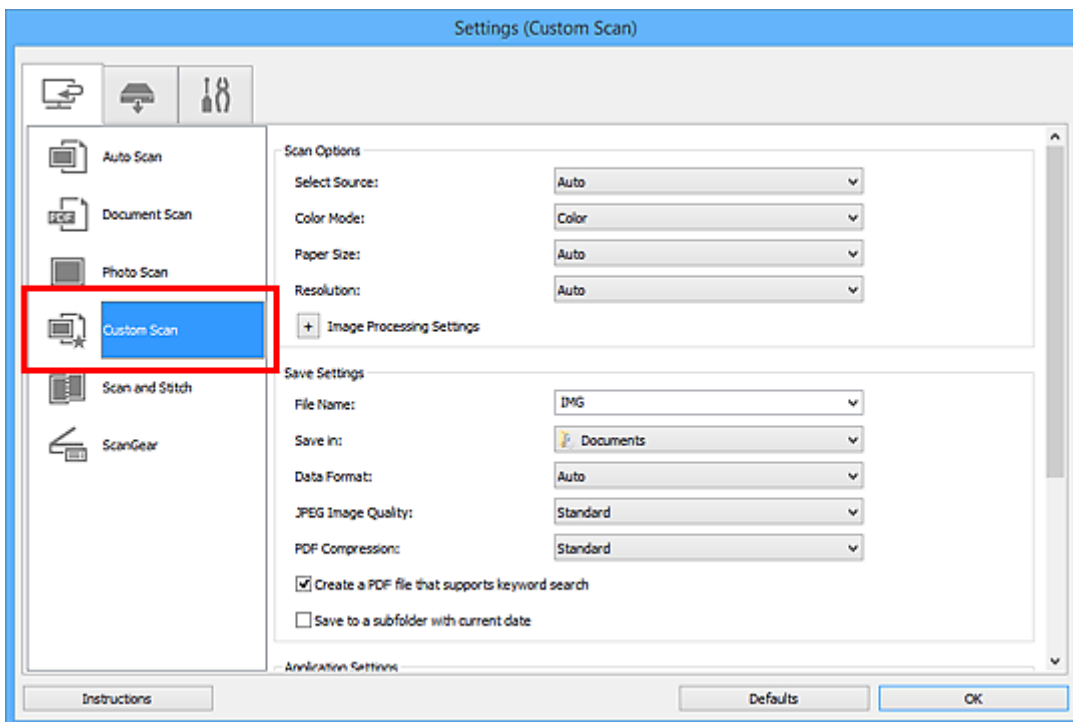 Settings (Custom Scan)
Auto Scan
PDF
Document Scan
Photo Scan
Custom Scan
Scan and Stitch
ScanGear
Scan Options
Select Source: Auto
Color Mode: Color
Paper Size: Auto
Resolution: Auto
+ Image Processing Settings
Save Settings
File Name: IMG
Save in: Documents
Data Format: Auto
JPEG Image Quality: Standard
PDF Compression: Standard
Create a PDF file that supports keyword search
Save to a subfolder with current date
Application Settings
Instructions Defaults OK